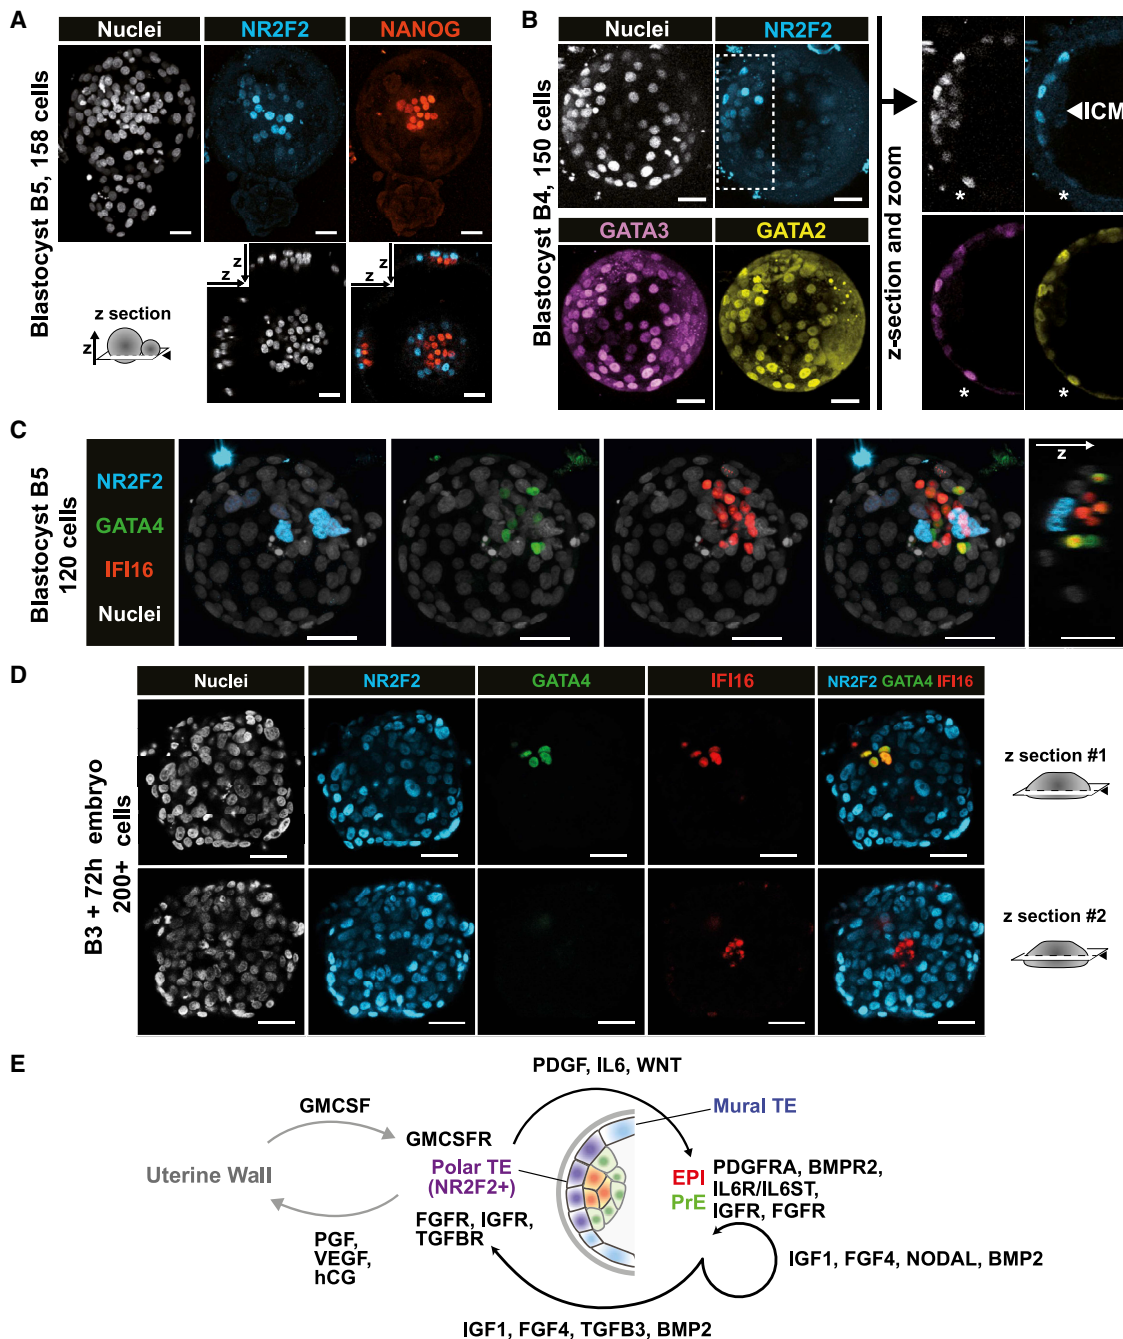 A
Nuclei
NR2F2
NANOG
Blastocyst B5, 158 cells
z section
z
z
z
z
z
B
Nuclei
NR2F2
GATA3
GATA2
Blastocyst B4, 150 cells
z-section and zoom
ICM
*
*
*
*
C
Blastocyst B5
120 cells
NR2F2
GATA4
IFI16
Nuclei
z
D
Nuclei
NR2F2
GATA4
IFI16
NR2F2 GATA4 IFI16
B3 + 72h embryo
200+ cells
z section #1
z section #2
E
PDGF, IL6, WNT
GMCSF
Mural TE
GMCSFR
Uterine Wall
Polar TE
(NR2F2+)
EPI
PrE
PDGFRA, BMPR2,
IL6R/IL6ST,
IGFR, FGFR
FGFR, IGFR,
TGFBR
PGF,
VEGF,
hCG
IGF1, FGF4, NODAL, BMP2
IGF1, FGF4, TGFB3, BMP2